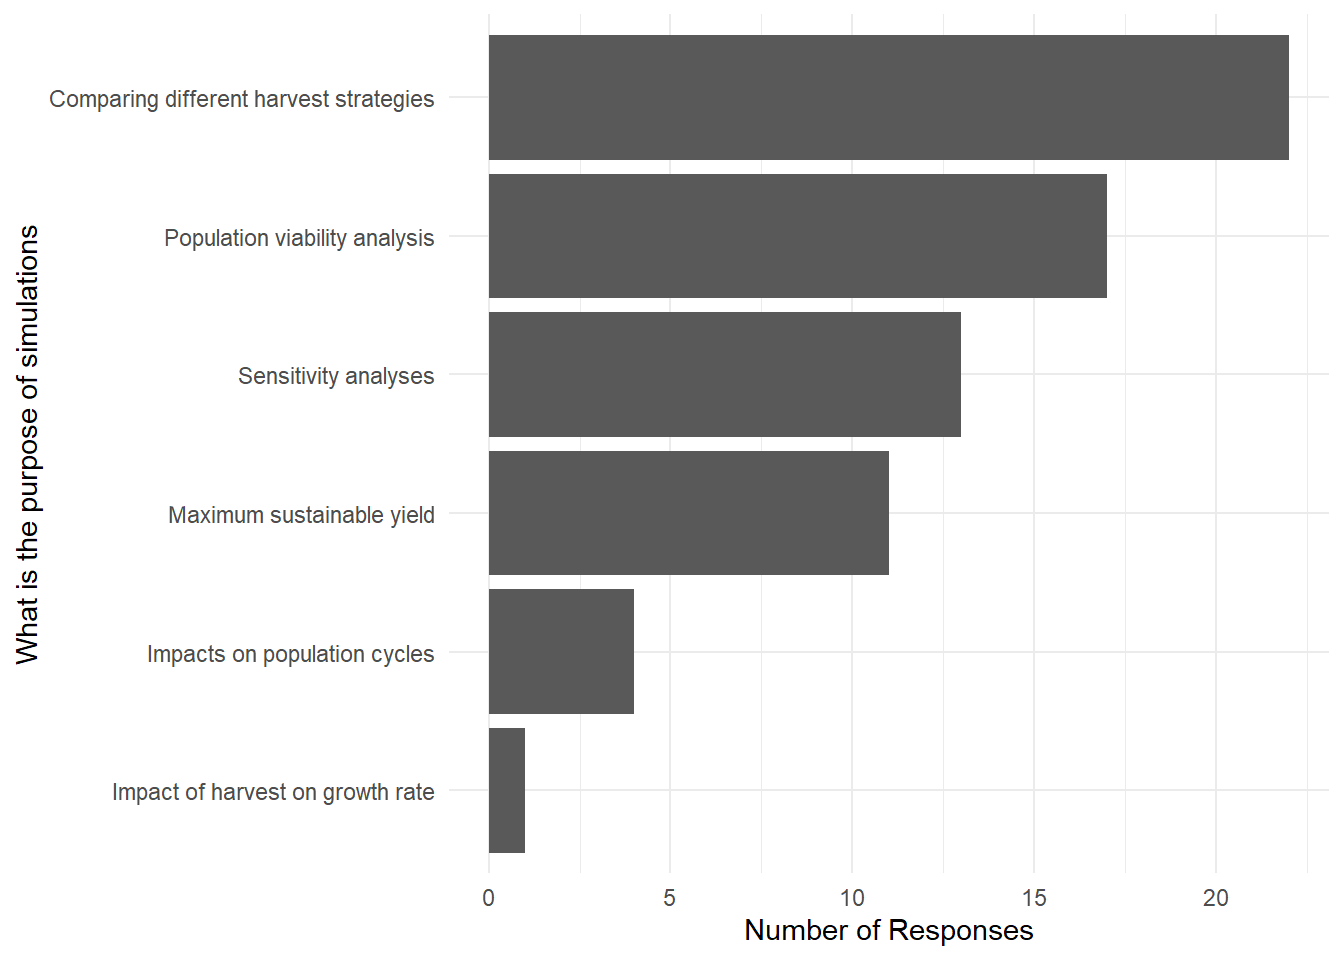 What is the purpose of simulations
Comparing different harvest strategies
Population viability analysis
Sensitivity analyses
Maximum sustainable yield
Impacts on population cycles
Impact of harvest on growth rate
0 5 10 15 20
Number of Responses